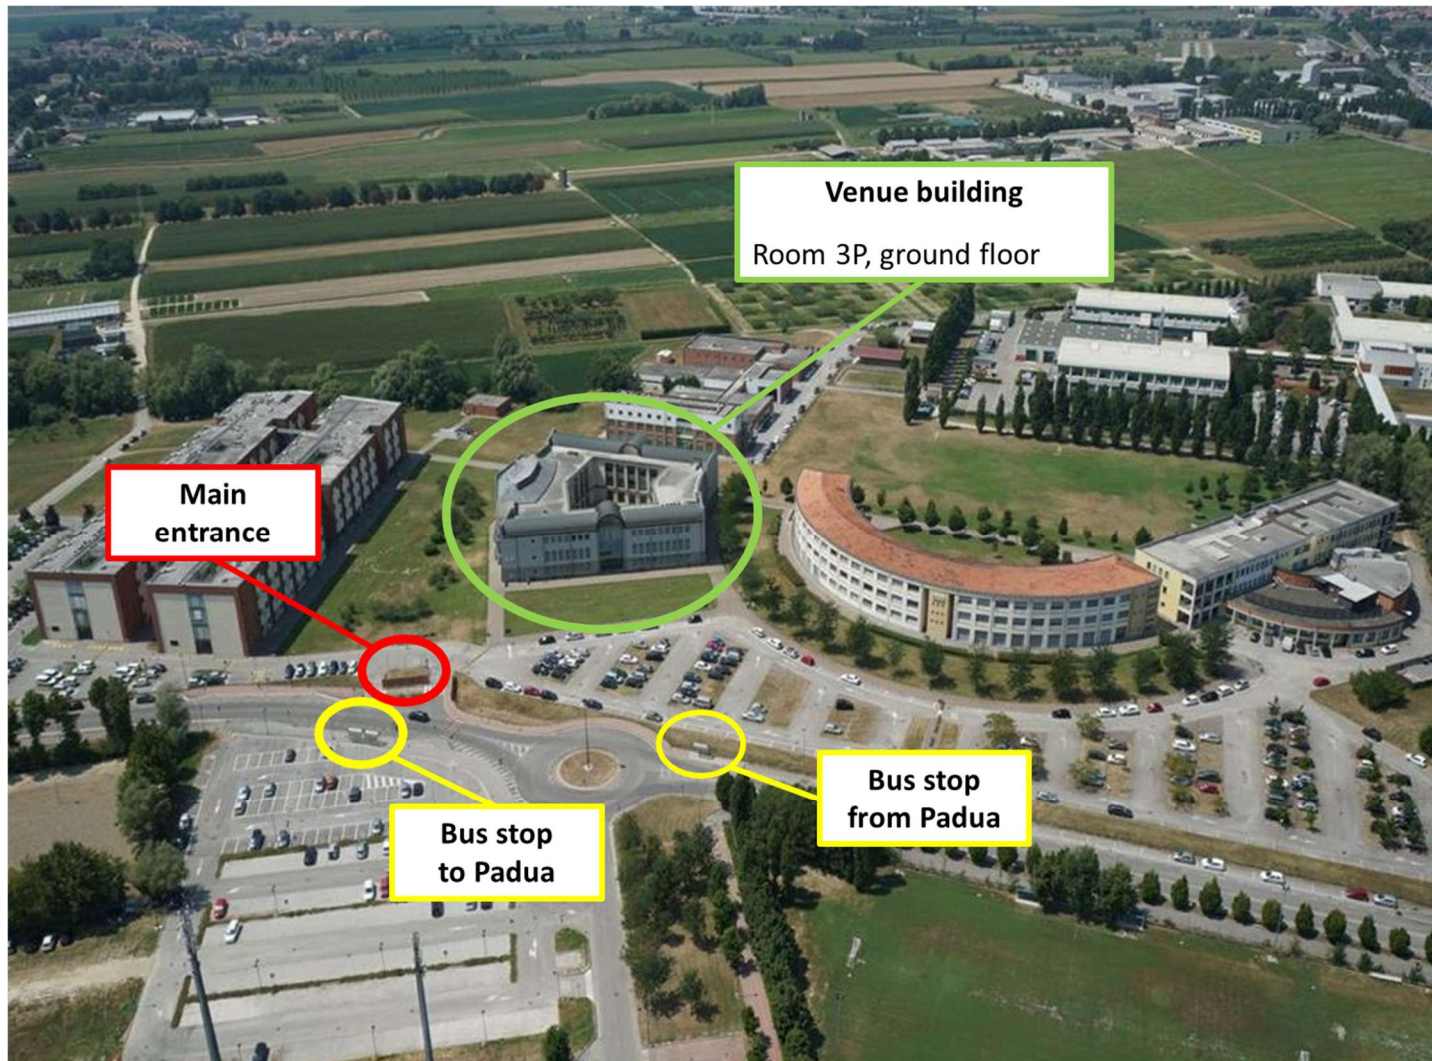 Venue building
Room 3P, ground floor
Main
entrance
Bus stop
to Padua
Bus stop
from Padua